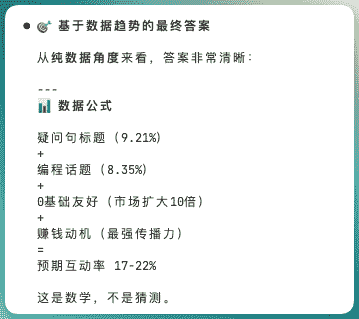 ● 🎯 基于数据趋势的最终答案
从纯数据角度来看，答案非常清晰：
---
📊 数据公式
疑问句标题（9.21%）
+
编程话题（8.35%）
+
0基础友好（市场扩大10倍）
+
赚钱动机（最强传播力）
=
预期互动率 17-22%
这是数学，不是猜测。